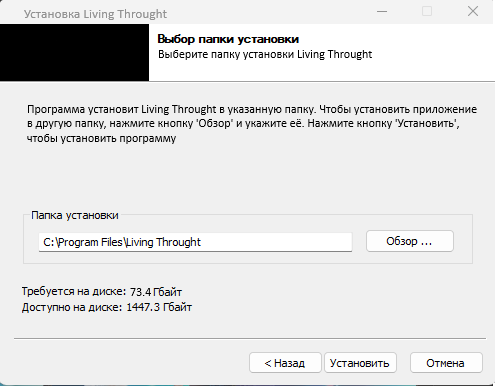 Установка Living Throught
Выбор папки установки
Выберите папку установки Living Throught
Программа установит Living Throught в указанную папку. Чтобы установить приложение
в другую папку, нажмите кнопку 'Обзор' и укажите её. Нажмите кнопку 'Установить',
чтобы установить программу
Папка установки
C:\Program Files\Living Throught
Обзор ...
Требуется на диске: 73.4 Гбайт
Доступно на диске: 1447.3 Гбайт
< Назад
Установить
Отмена